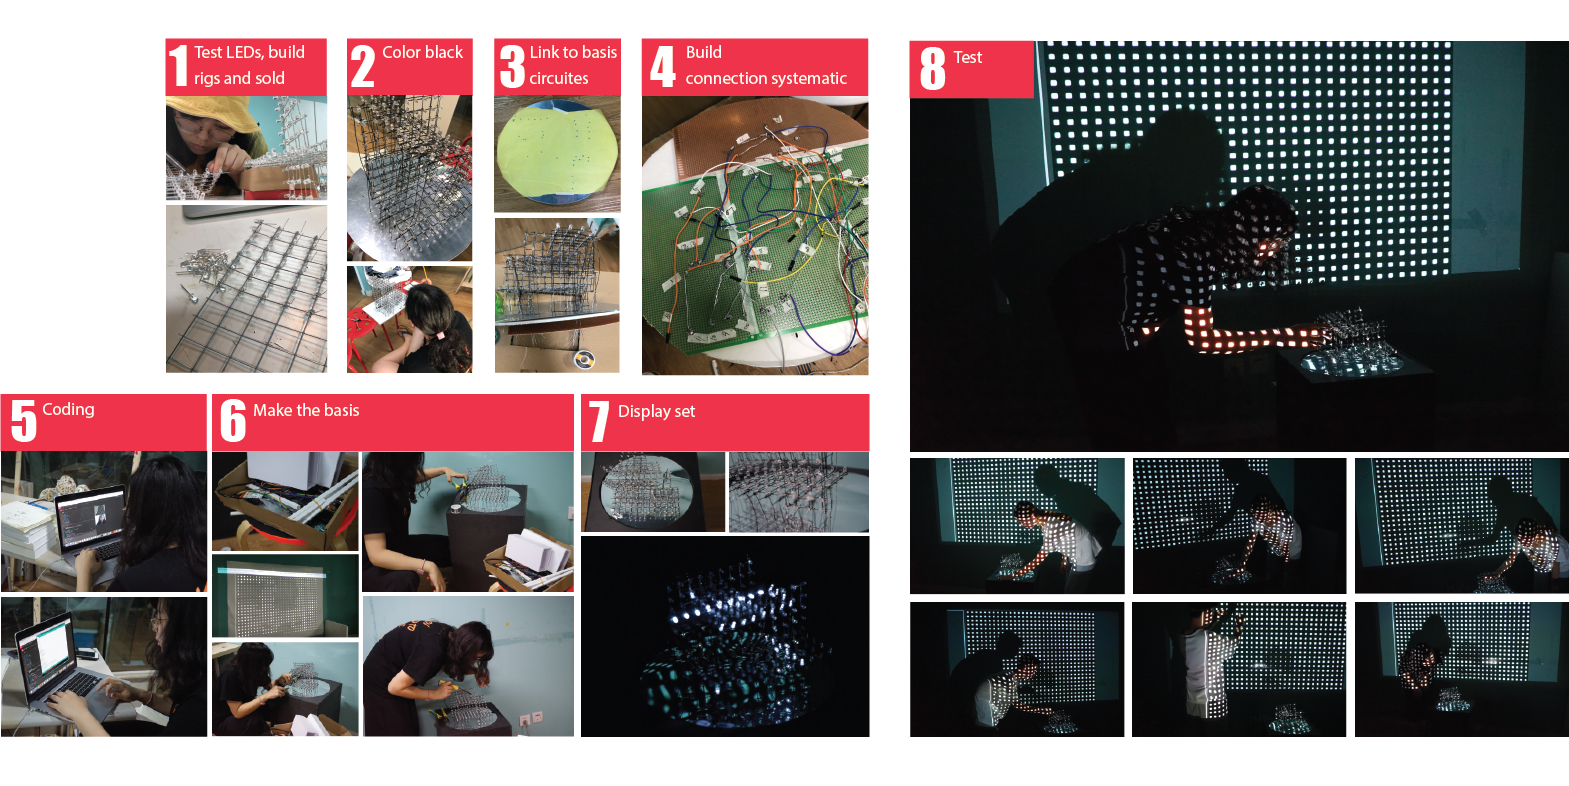 1 Test LEDs, build
rigs and sold
2 Color black
3 Link to basis
circuites
4 Build
connection systematic
5 Coding
6 Make the basis
7 Display set
8 Test